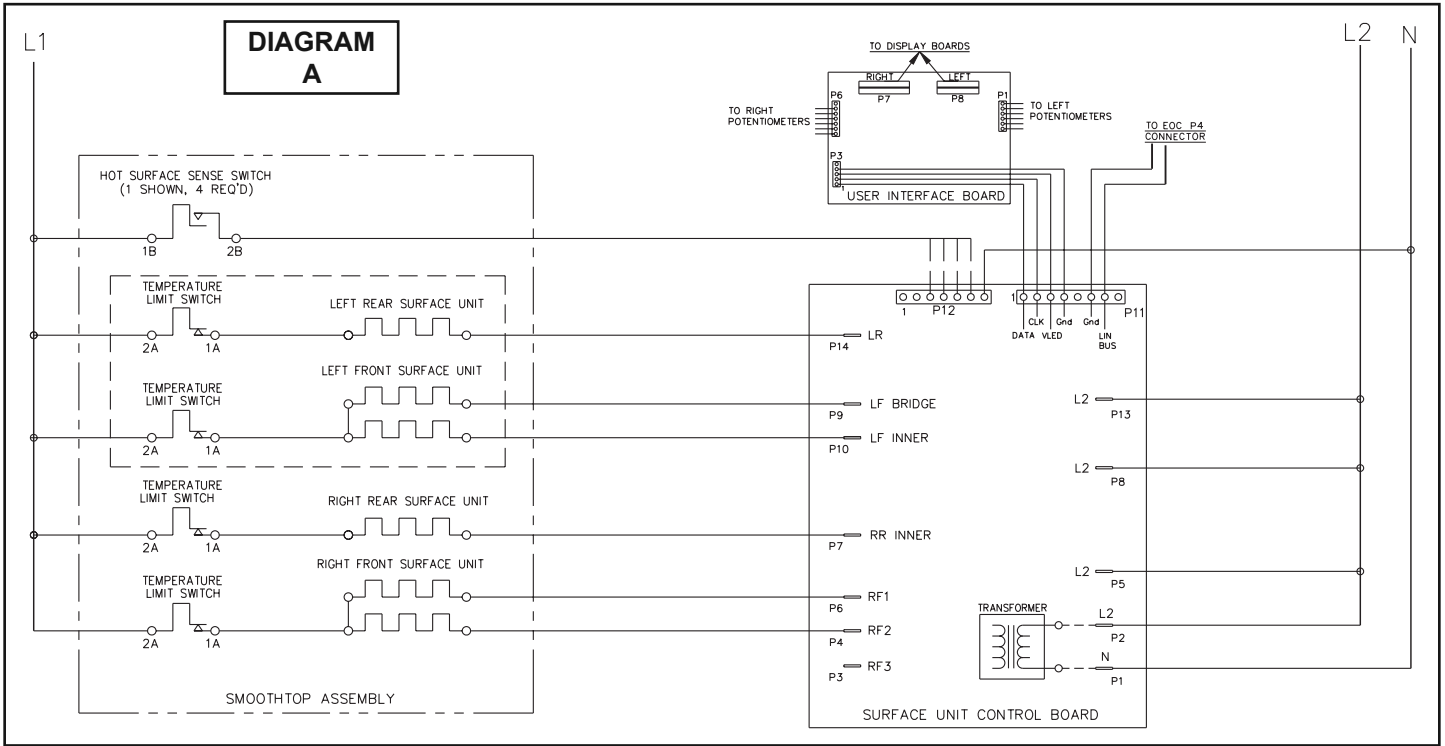 L1
DIAGRAM
A
L2
N
TO DISPLAY BOARDS
RIGHT
LEFT
P7
P8
P6
P1
TO RIGHT
POTENTIOMETERS
TO LEFT
POTENTIOMETERS
TO EOC P4
CONNECTOR
P3
1
USER INTERFACE BOARD
HOT SURFACE SENSE SWITCH
(1 SHOWN, 4 REQ'D)
1B
2B
1
P12
1
P11
DATA
CLK
VLED
Gnd
Gnd
LIN
BUS
TEMPERATURE
LIMIT SWITCH
2A
1A
LEFT REAR SURFACE UNIT
P14
LR
LEFT FRONT SURFACE UNIT
TEMPERATURE
LIMIT SWITCH
2A
1A
P9
LF BRIDGE
P10
LF INNER
L2
P13
L2
P8
TEMPERATURE
LIMIT SWITCH
2A
1A
RIGHT REAR SURFACE UNIT
P7
RR INNER
RIGHT FRONT SURFACE UNIT
TEMPERATURE
LIMIT SWITCH
2A
1A
P6
RF1
P4
RF2
P3
RF3
L2
P5
TRANSFORMER
L2
P2
N
P1
SMOOTHTOP ASSEMBLY
SURFACE UNIT CONTROL BOARD